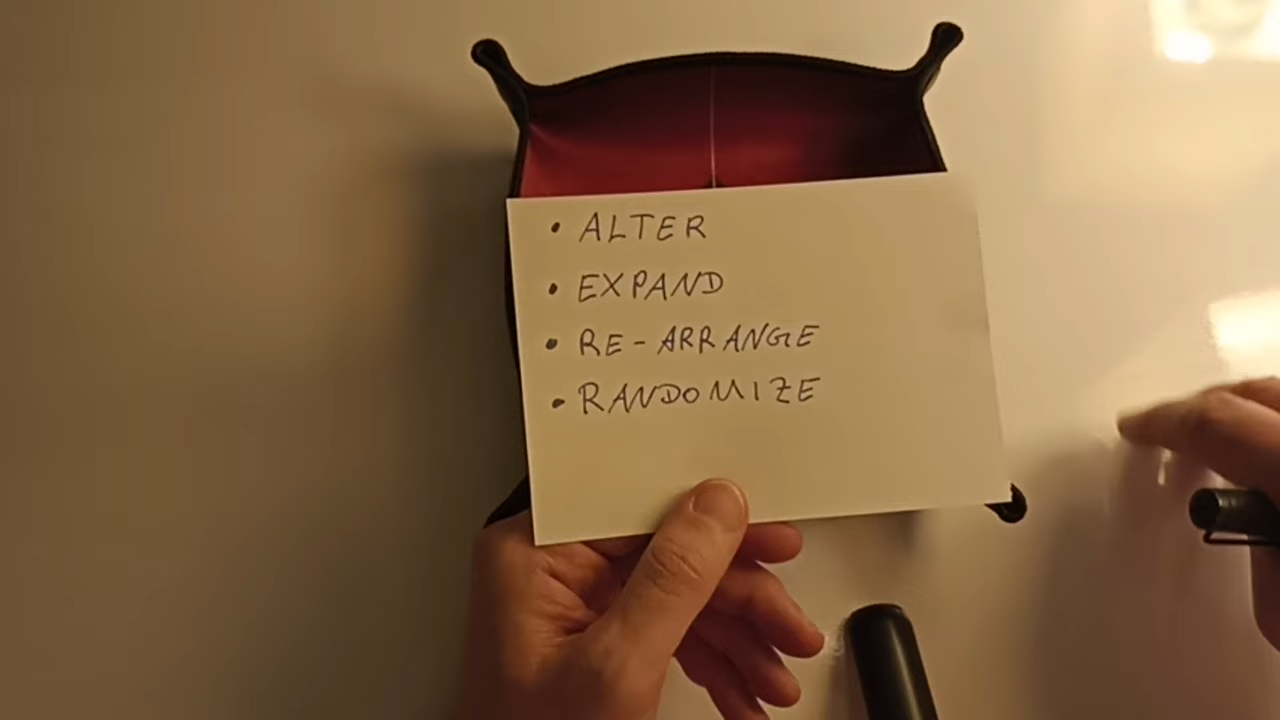 • ALTER
• EXPAND
• RE-ARRANGE
• RANDOMIZE